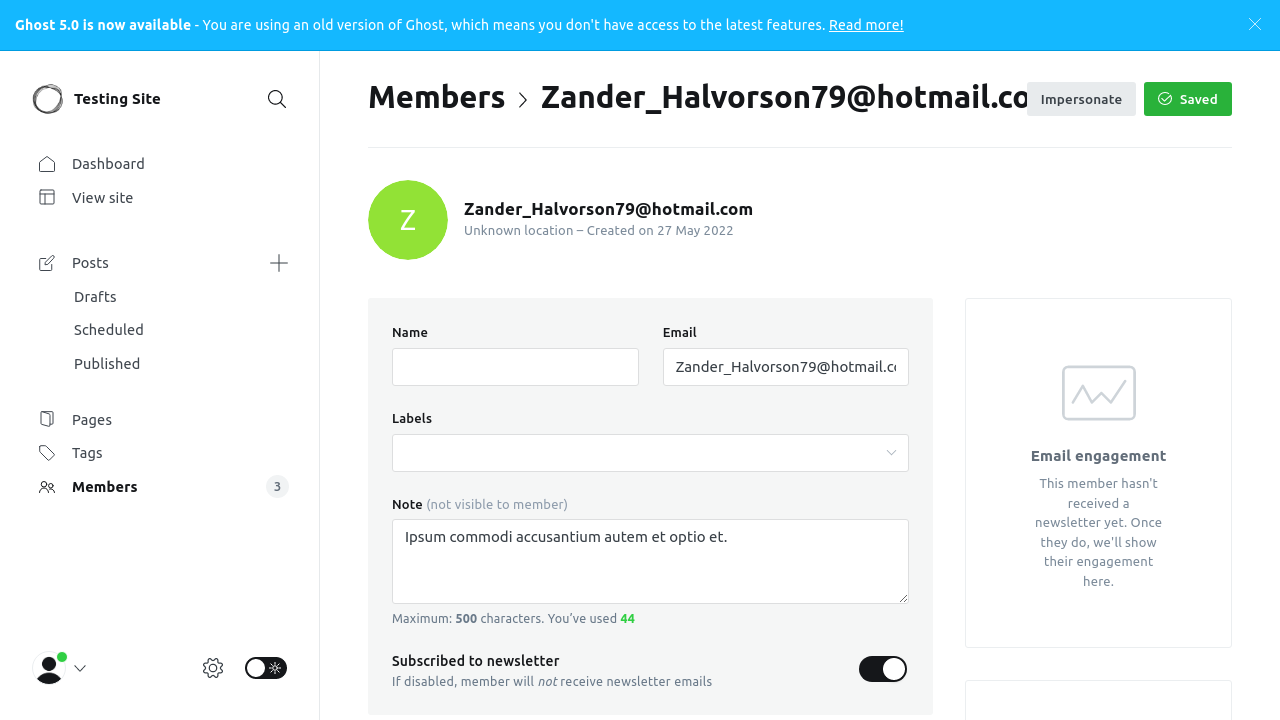 Ghost 5.0 is now available - You are using an old version of Ghost, which means you don't have access to the latest features. Read more!
Testing Site
Dashboard
View site
Posts
Drafts
Scheduled
Published
Pages
Tags
Members 3
Members > Zander_Halvorson79@hotmail.co
Impersonate
Saved
Z
Zander_Halvorson79@hotmail.com
Unknown location – Created on 27 May 2022
Name
Email
Zander_Halvorson79@hotmail.co
Labels
Note (not visible to member)
Ipsum commodi accusantium autem et optio et.
Maximum: 500 characters. You’ve used 44
Subscribed to newsletter
If disabled, member will not receive newsletter emails
Email engagement
This member hasn't
received a
newsletter yet. Once
they do, we'll show
their engagement
here.